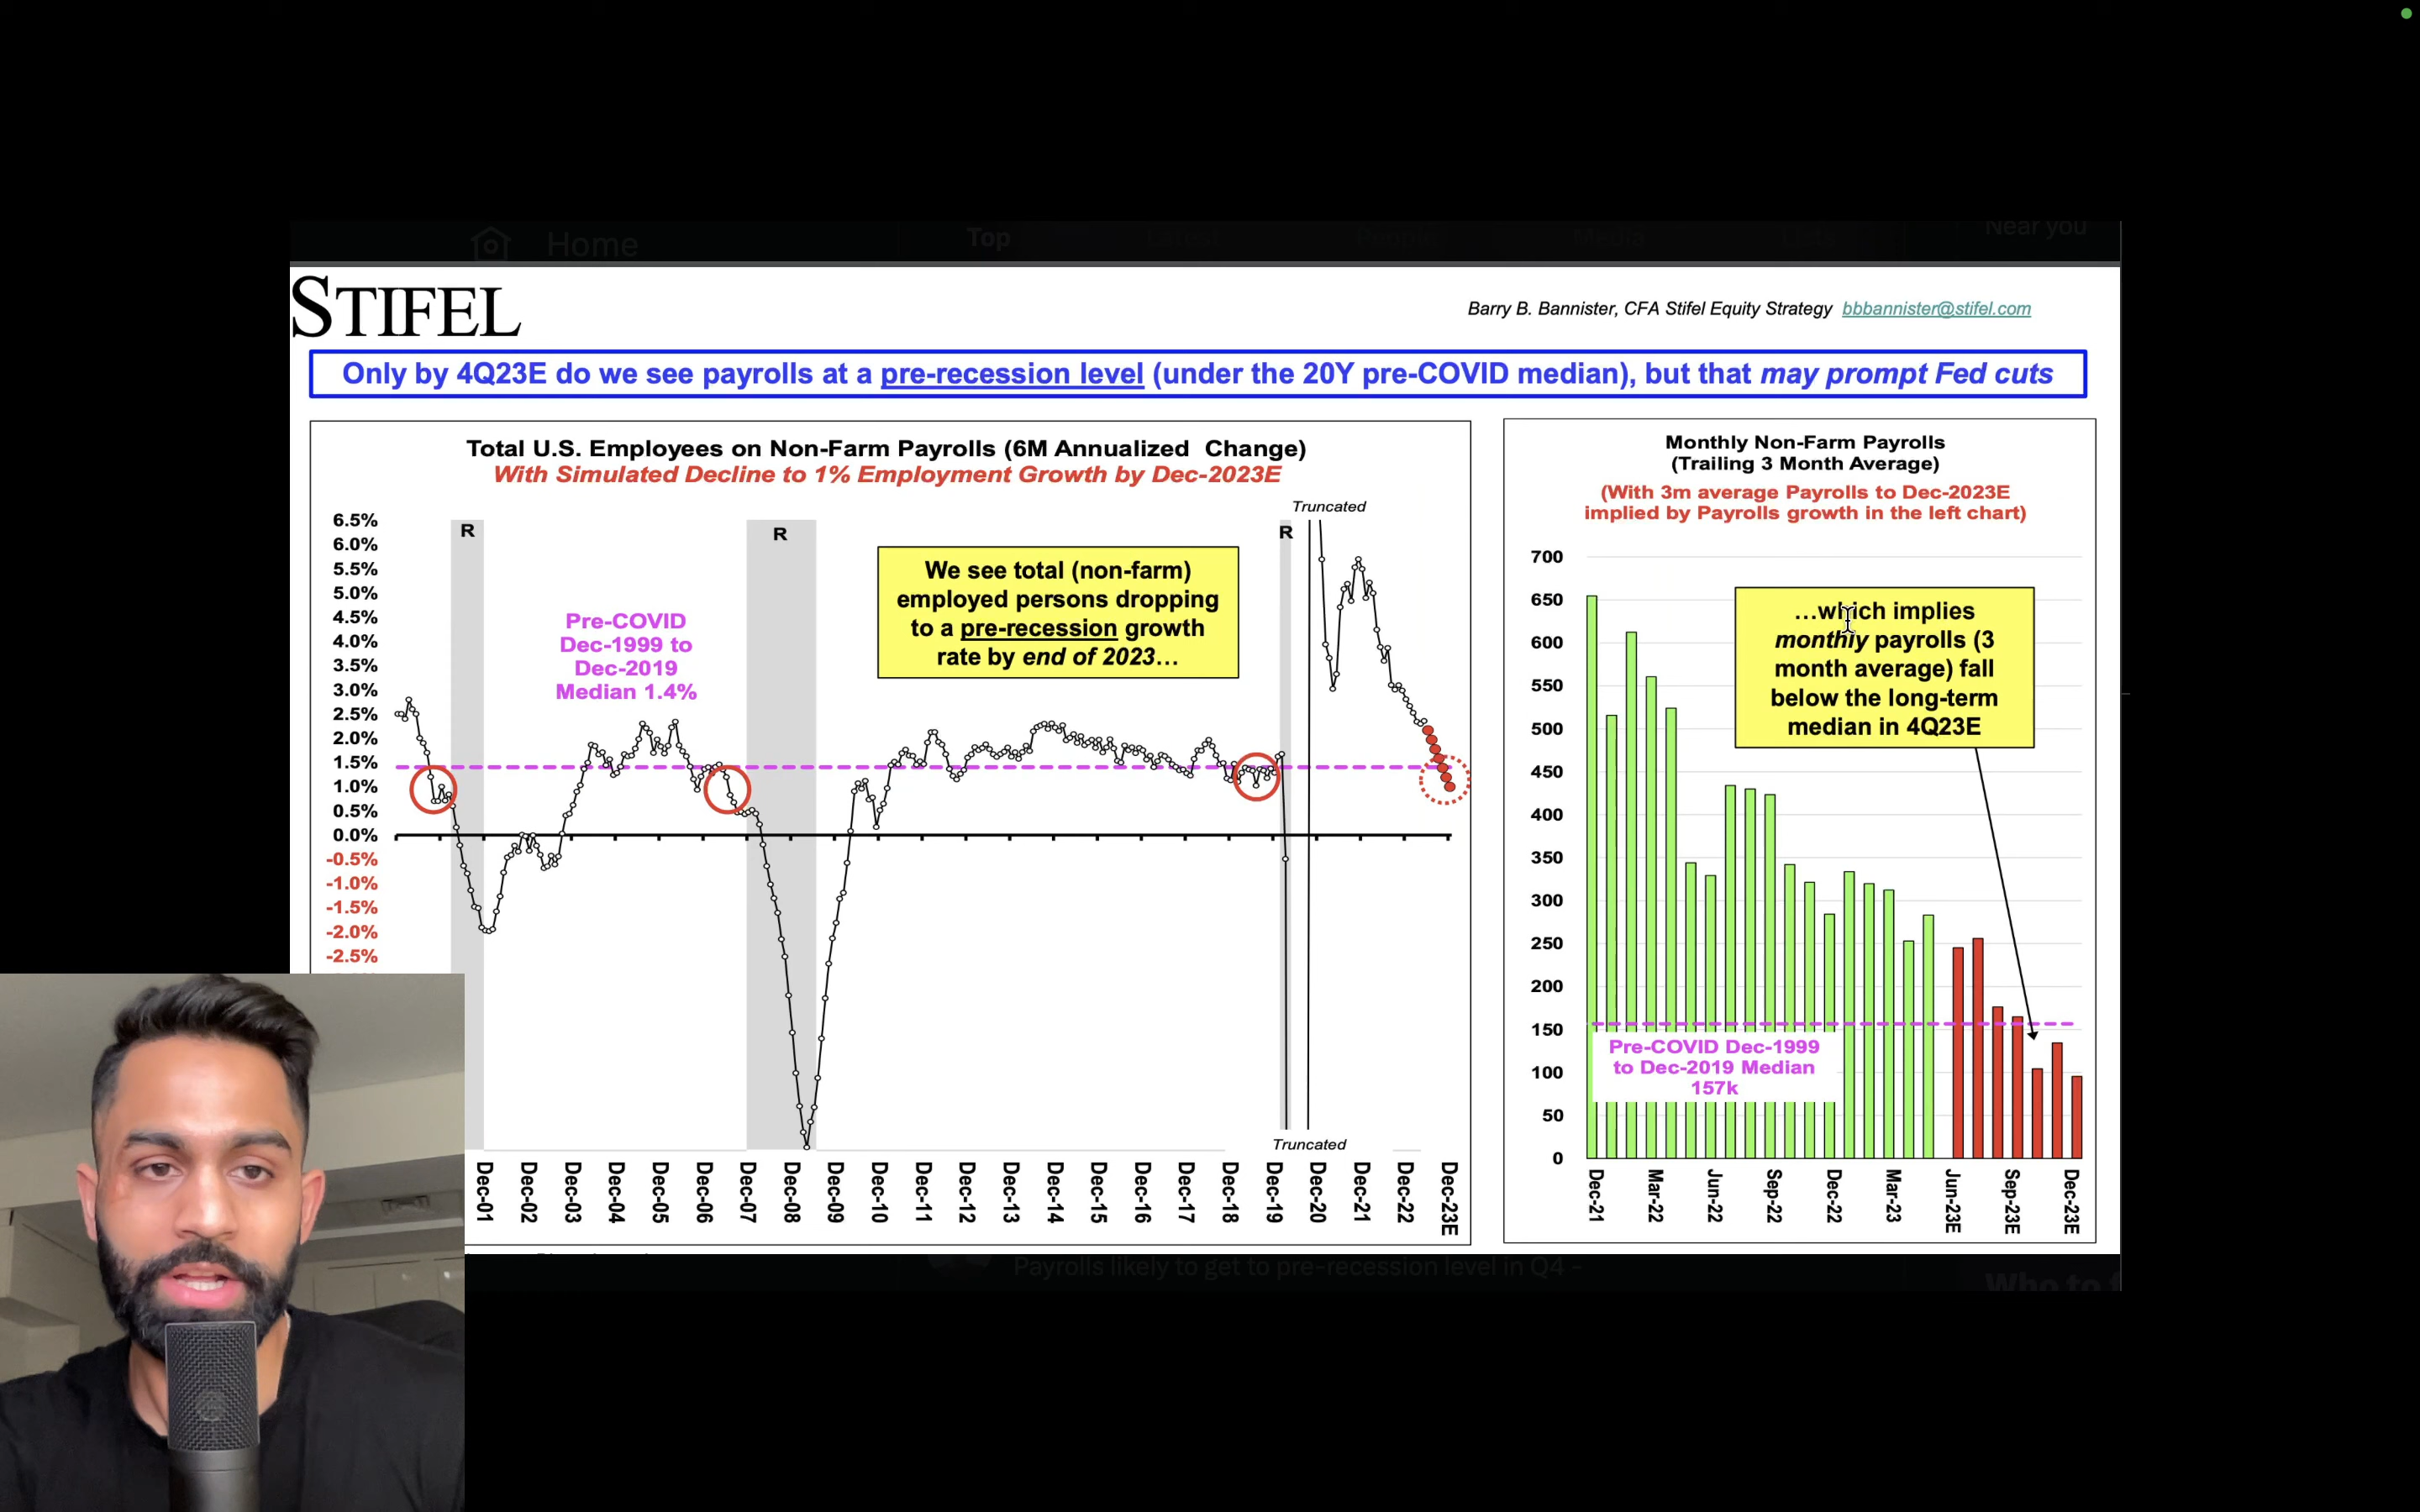 Home
Top
Near you
STIFEL
Barry B. Bannister, CFA Stifel Equity Strategy bbbannister@stifel.com
Only by 4Q23E do we see payrolls at a pre-recession level (under the 20Y pre-COVID median), but that may prompt Fed cuts
Total U.S. Employees on Non-Farm Payrolls (6M Annualized Change)
With Simulated Decline to 1% Employment Growth by Dec-2023E
Truncated
6.5%
6.0%
5.5%
5.0%
4.5%
4.0%
3.5%
3.0%
2.5%
2.0%
1.5%
1.0%
0.5%
0.0%
-0.5%
-1.0%
-1.5%
-2.0%
-2.5%
R
R
R
Pre-COVID
Dec-1999 to
Dec-2019
Median 1.4%
We see total (non-farm)
employed persons dropping
to a pre-recession growth
rate by end of 2023...
Truncated
Dec-01
Dec-02
Dec-03
Dec-04
Dec-05
Dec-06
Dec-07
Dec-08
Dec-09
Dec-10
Dec-11
Dec-12
Dec-13
Dec-14
Dec-15
Dec-16
Dec-17
Dec-18
Dec-19
Dec-20
Dec-21
Dec-22
Dec-23E
Monthly Non-Farm Payrolls
(Trailing 3 Month Average)
(With 3m average Payrolls to Dec-2023E
implied by Payrolls growth in the left chart)
700
650
600
550
500
450
400
350
300
250
200
150
100
50
0
...which implies
monthly payrolls (3
month average) fall
below the long-term
median in 4Q23E
Pre-COVID Dec-1999
to Dec-2019 Median
157k
Dec-21
Mar-22
Jun-22
Sep-22
Dec-22
Mar-23
Jun-23E
Sep-23E
Dec-23E
Payrolls likely to get to pre-recession level in Q4 -
Who to